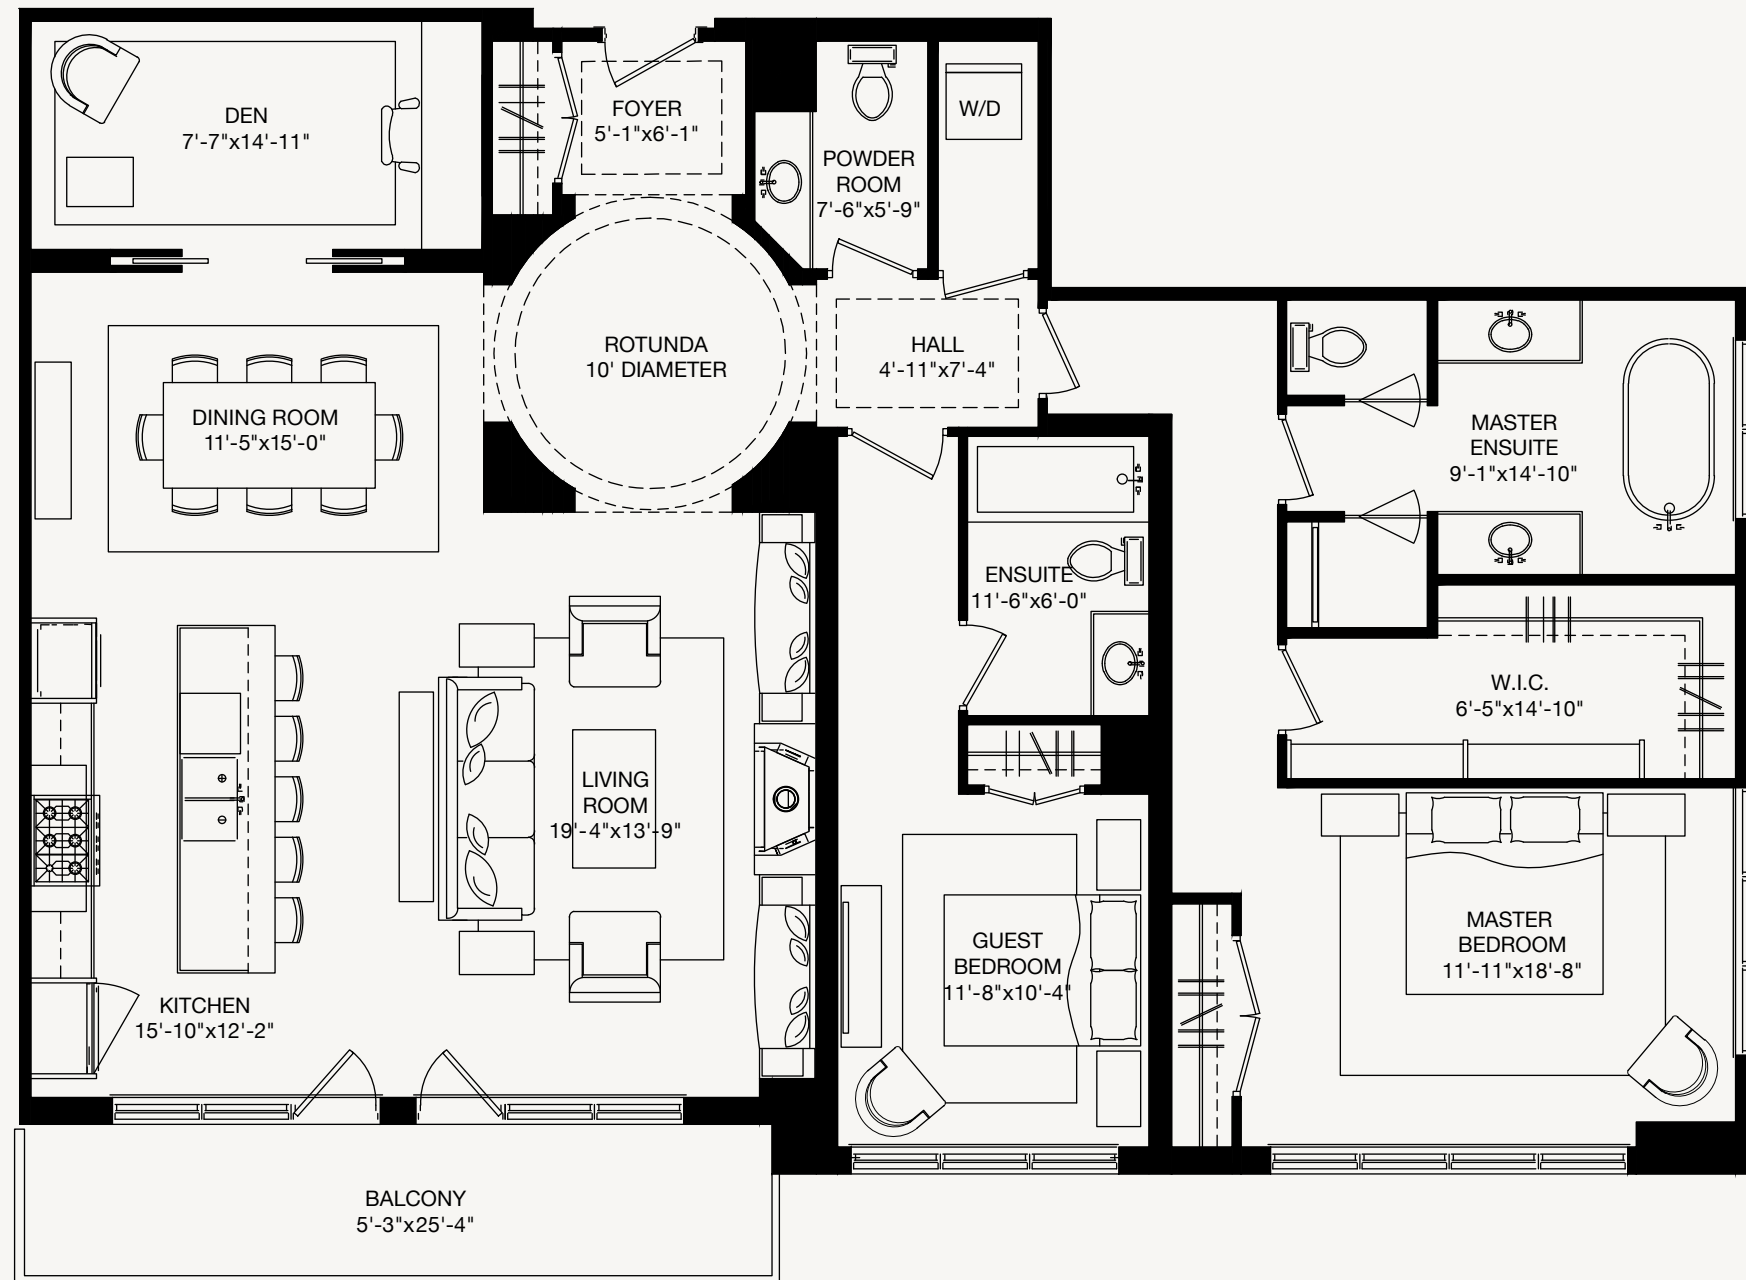 DEN
7'-7"x14'-11"
FOYER
5'-1"x6'-1"
W/D
POWDER
ROOM
7'-6"x5'-9"
ROTUNDA
10' DIAMETER
HALL
4'-11"x7'-4"
DINING ROOM
11'-5"x15'-0"
MASTER
ENSUITE
9'-1"x14'-10"
ENSUITE
11'-6"x6'-0"
W.I.C.
6'-5"x14'-10"
LIVING
ROOM
19'-4"x13'-9"
GUEST
BEDROOM
11'-8"x10'-4"
MASTER
BEDROOM
11'-11"x18'-8"
KITCHEN
15'-10"x12'-2"
BALCONY
5'-3"x25'-4"